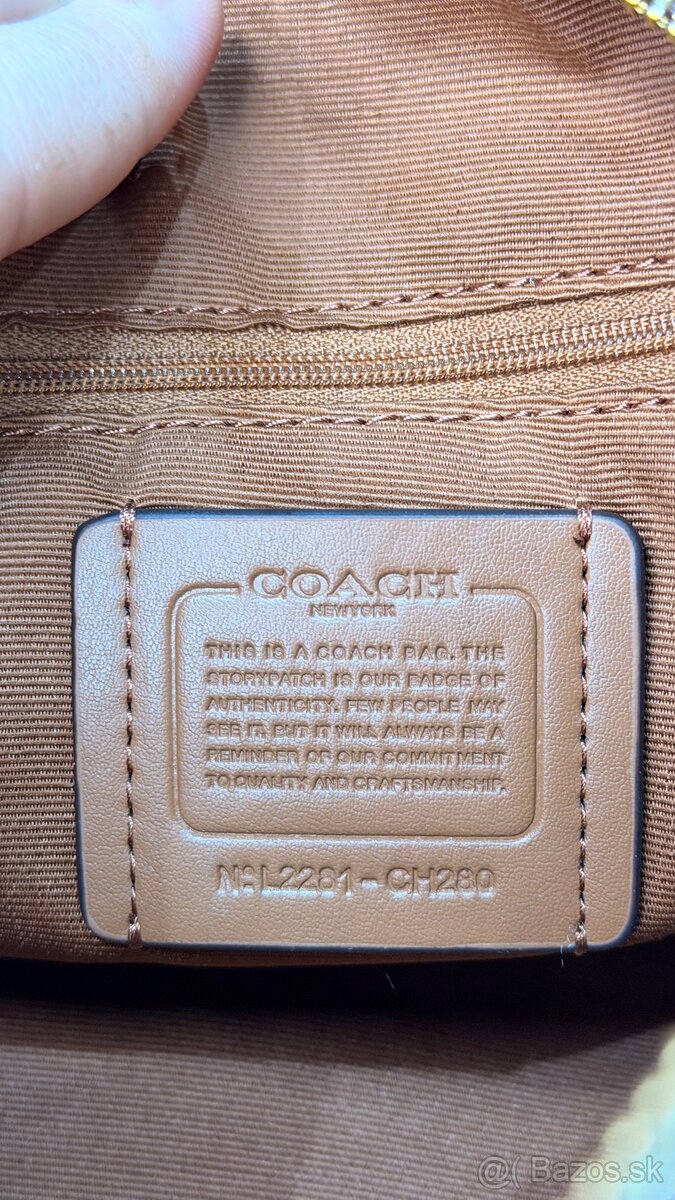 COACH
NEW YORK
THIS IS A COACH BAG. THE
STORYPATCH IS OUR BADGE OF
AUTHENTICITY. FEW PEOPLE MAY
SEE IT, BUT IT WILL ALWAYS BE A
REMINDER OF OUR COMMITMENT
TO QUALITY AND CRAFTSMANSHIP.
Nº L2281-CH280
@( Bazos.sk